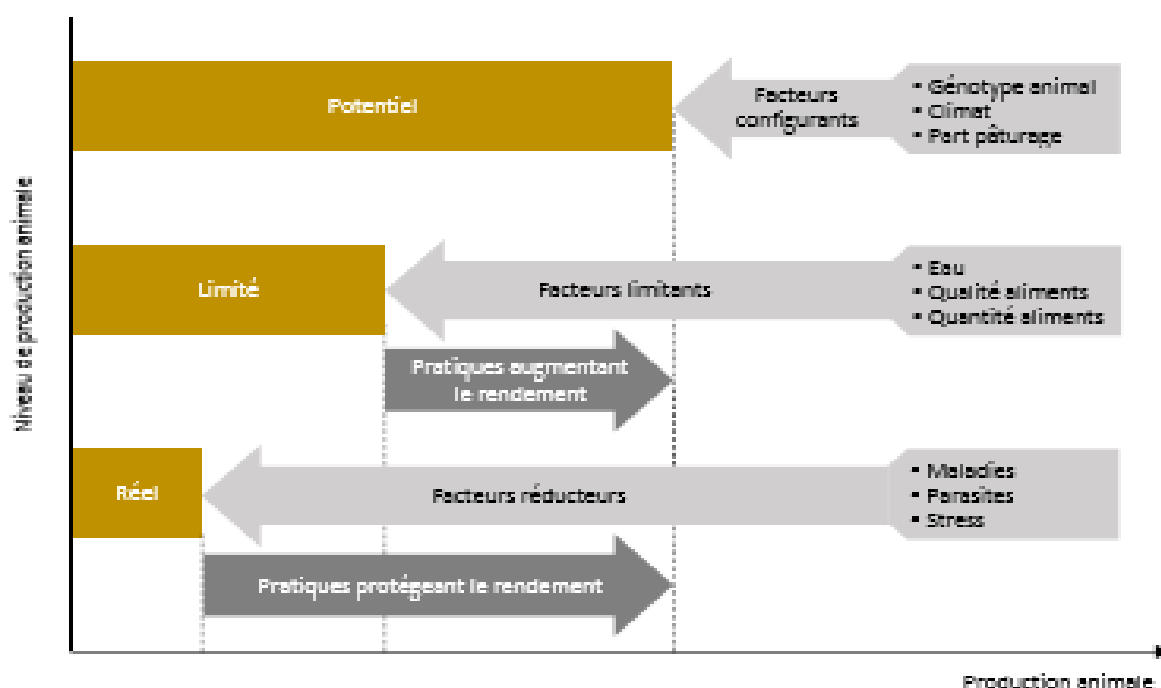 Potentiel
Facteurs
configurants
▪ Génotype animal
▪ Climat
▪ Part pâturage
Niveau de production animale
Limité
Facteurs limitants
▪ Eau
▪ Qualité aliments
▪ Quantité aliments
Pratiques augmentant
le rendement
Réel
Facteurs réducteurs
▪ Maladies
▪ Parasites
▪ Stress
Pratiques protégeant le rendement
Production animale